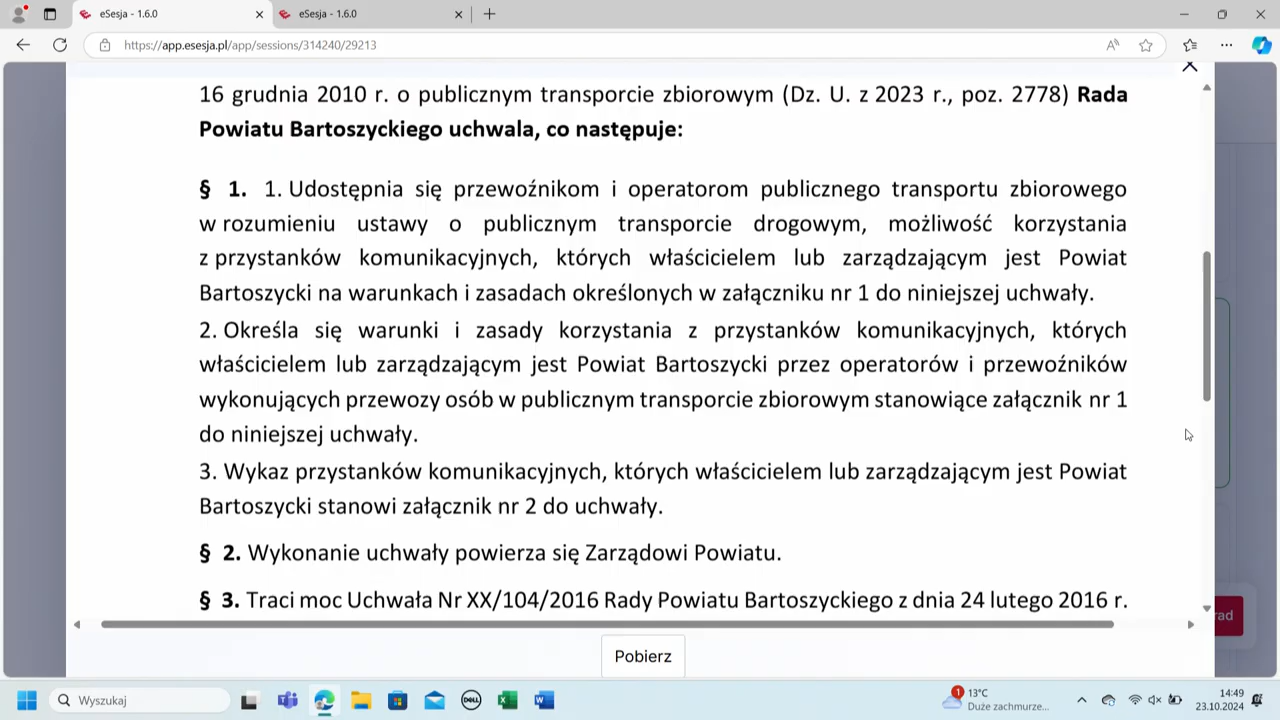 eSesja - 1.6.0
eSesja - 1.6.0
https://app.esesja.pl/app/sessions/314240/29213
16 grudnia 2010 r. o publicznym transporcie zbiorowym (Dz. U. z 2023 r., poz. 2778) Rada
Powiatu Bartoszyckiego uchwala, co następuje:
§ 1. 1. Udostępnia się przewoźnikom i operatorom publicznego transportu zbiorowego
w rozumieniu ustawy o publicznym transporcie drogowym, możliwość korzystania
z przystanków komunikacyjnych, których właścicielem lub zarządzającym jest Powiat
Bartoszycki na warunkach i zasadach określonych w załączniku nr 1 do niniejszej uchwały.
2. Określa się warunki i zasady korzystania z przystanków komunikacyjnych, których
właścicielem lub zarządzającym jest Powiat Bartoszycki przez operatorów i przewoźników
wykonujących przewozy osób w publicznym transporcie zbiorowym stanowiące załącznik nr 1
do niniejszej uchwały.
3. Wykaz przystanków komunikacyjnych, których właścicielem lub zarządzającym jest Powiat
Bartoszycki stanowi załącznik nr 2 do uchwały.
§ 2. Wykonanie uchwały powierza się Zarządowi Powiatu.
§ 3. Traci moc Uchwała Nr XX/104/2016 Rady Powiatu Bartoszyckiego z dnia 24 lutego 2016 r.
rad
Pobierz
Wyszukaj
DELL
1
13°C
Duże zachmurze...
14:49
23.10.2024